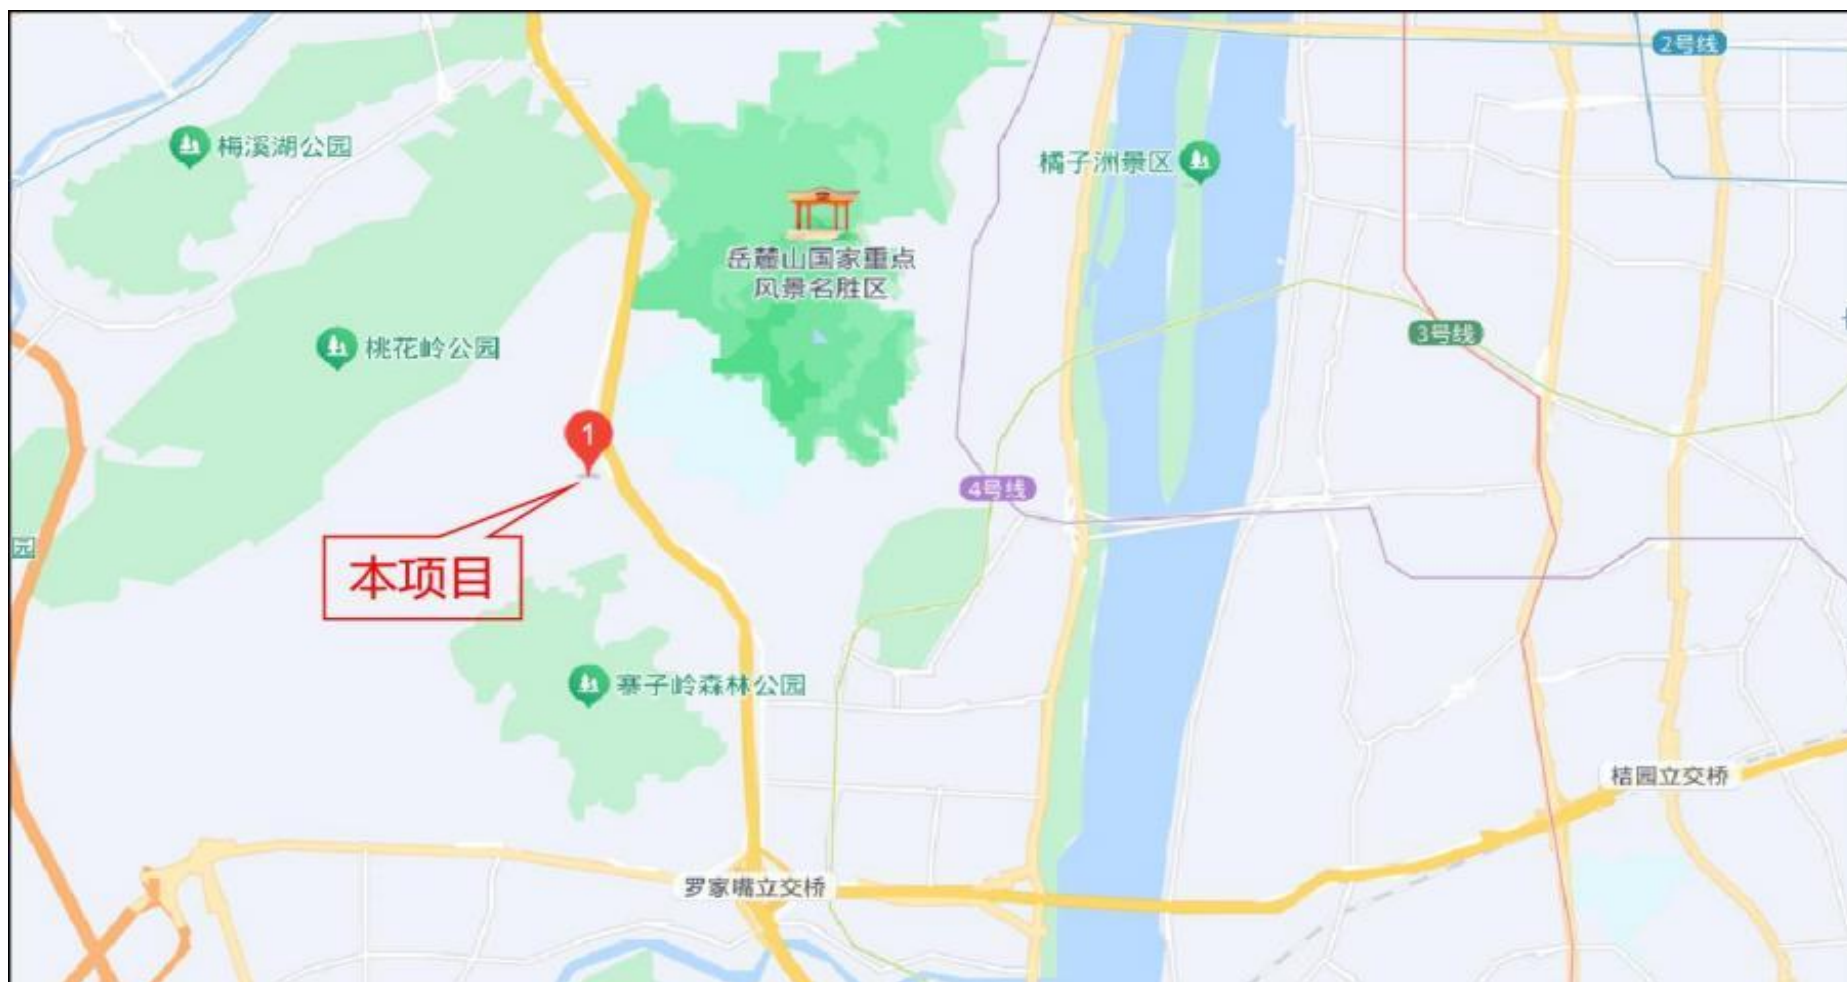 2号线
梅溪湖公园
橘子洲景区
岳麓山国家重点
风景名胜区
3号线
桃花岭公园
1
4号线
园
本项目
寨子岭森林公园
桔园立交桥
罗家嘴立交桥